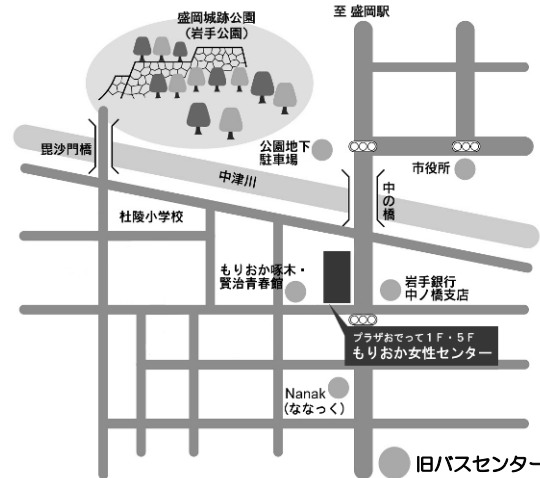 盛岡城跡公園
（岩手公園）
至 盛岡駅
毘沙門橋
公園地下
駐車場
市役所
中津川
中の橋
杜陵小学校
もりおか啄木・
賢治青春館
岩手銀行
中ノ橋支店
プラザおでって１Ｆ・５Ｆ
もりおか女性センター
Nanak
（ななっく）
旧バスセンター